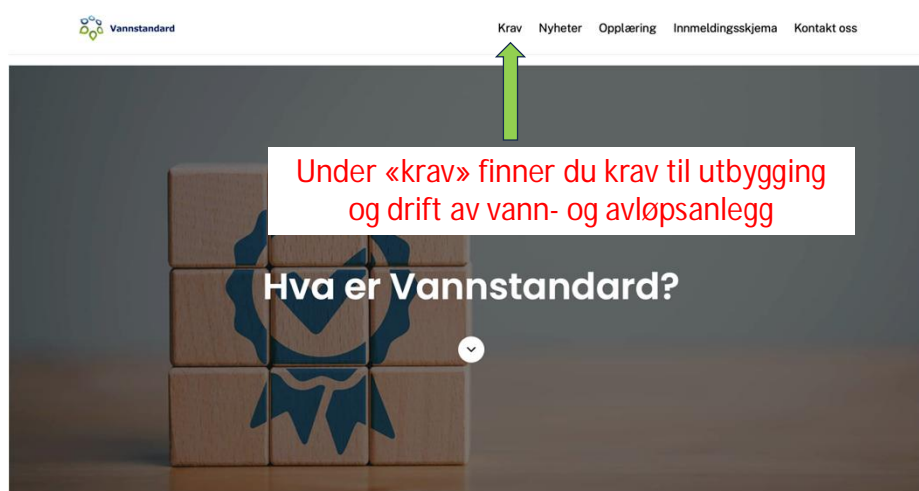 Vannstandard
Krav Nyheter Opplæring Innmeldingsskjema Kontakt oss
Under «krav» finner du krav til utbygging
og drift av vann- og avløpsanlegg
Hva er Vannstandard?